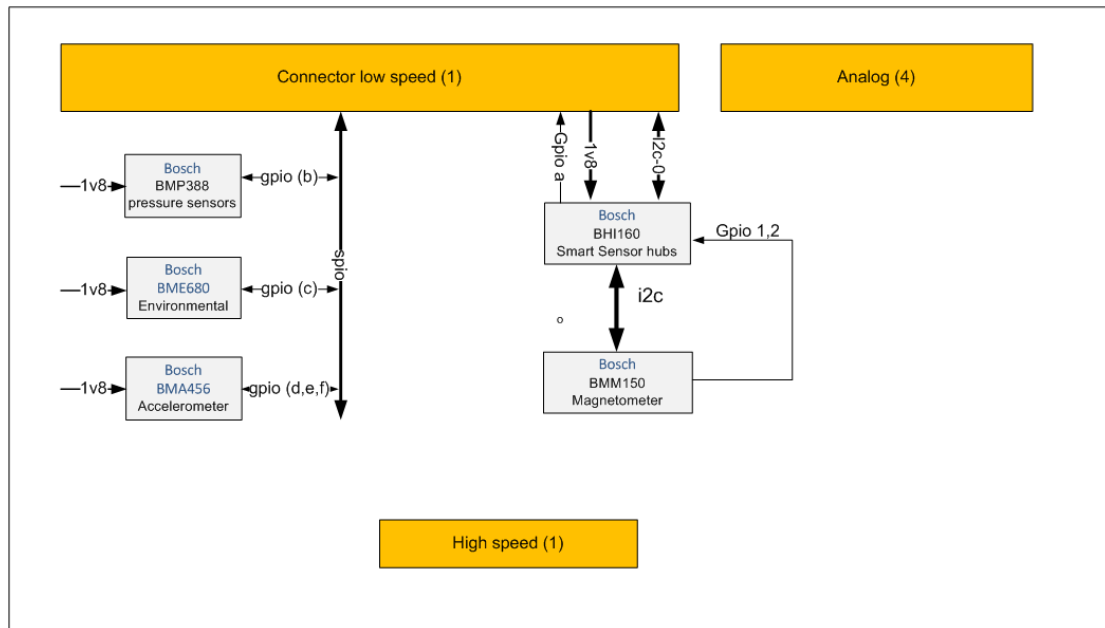 Connector low speed (1)
Analog (4)
Gpio a
1v8
I2c-0
1v8
Bosch
BMP388
pressure sensors
gpio (b)
spio
Bosch
BHI160
Smart Sensor hubs
Gpio 1,2
1v8
Bosch
BME680
Environmental
gpio (c)
i2c
o
1v8
Bosch
BMA456
Accelerometer
gpio (d,e,f)
Bosch
BMM150
Magnetometer
High speed (1)